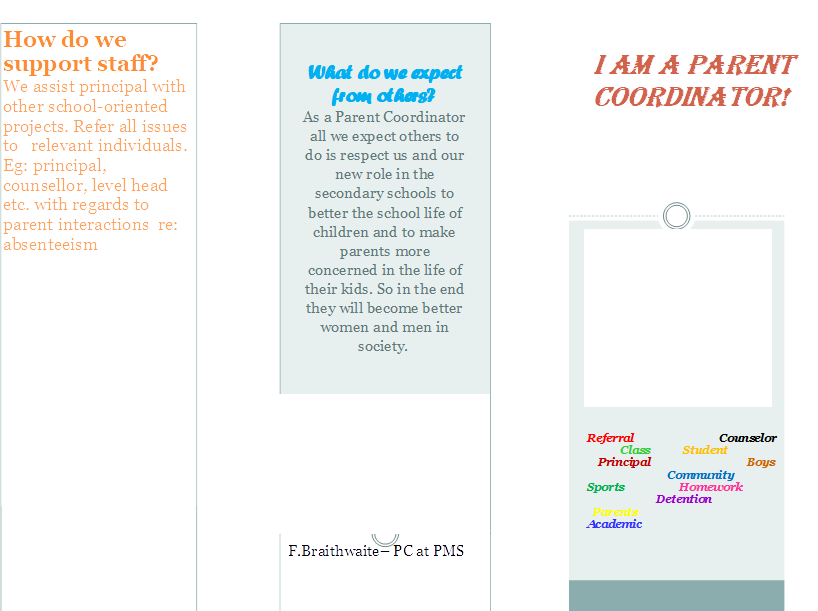 How do we
support staff?
We assist principal with
other school-oriented
projects. Refer all issues
to relevant individuals.
Eg: principal,
counsellor, level head
etc. with regards to
parent interactions re:
absenteeism
What do we expect
from others?
As a Parent Coordinator
all we expect others to
do is respect us and our
new role in the
secondary schools to
better the school life of
children and to make
parents more
concerned in the life of
their kids. So in the end
they will become better
women and men in
society.
F.Braithwaite – PC at PMS
I AM A PARENT
COORDINATOR!
Referral Counselor
Class Student
Principal Boys
Community
Sports Homework
Detention
Parents
Academic